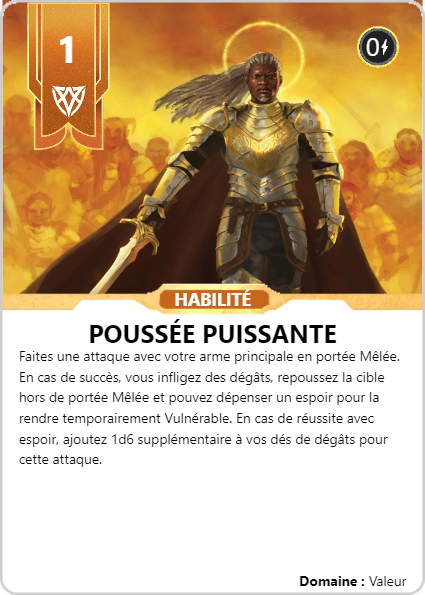 1
0
HABILITÉ
POUSSÉE PUISSANTE
Faites une attaque avec votre arme principale en portée Mêlée.
En cas de succès, vous infligez des dégâts, repoussez la cible
hors de portée Mêlée et pouvez dépenser un espoir pour la
rendre temporairement Vulnérable. En cas de réussite avec
espoir, ajoutez 1d6 supplémentaire à vos dés de dégâts pour
cette attaque.
Domaine : Valeur